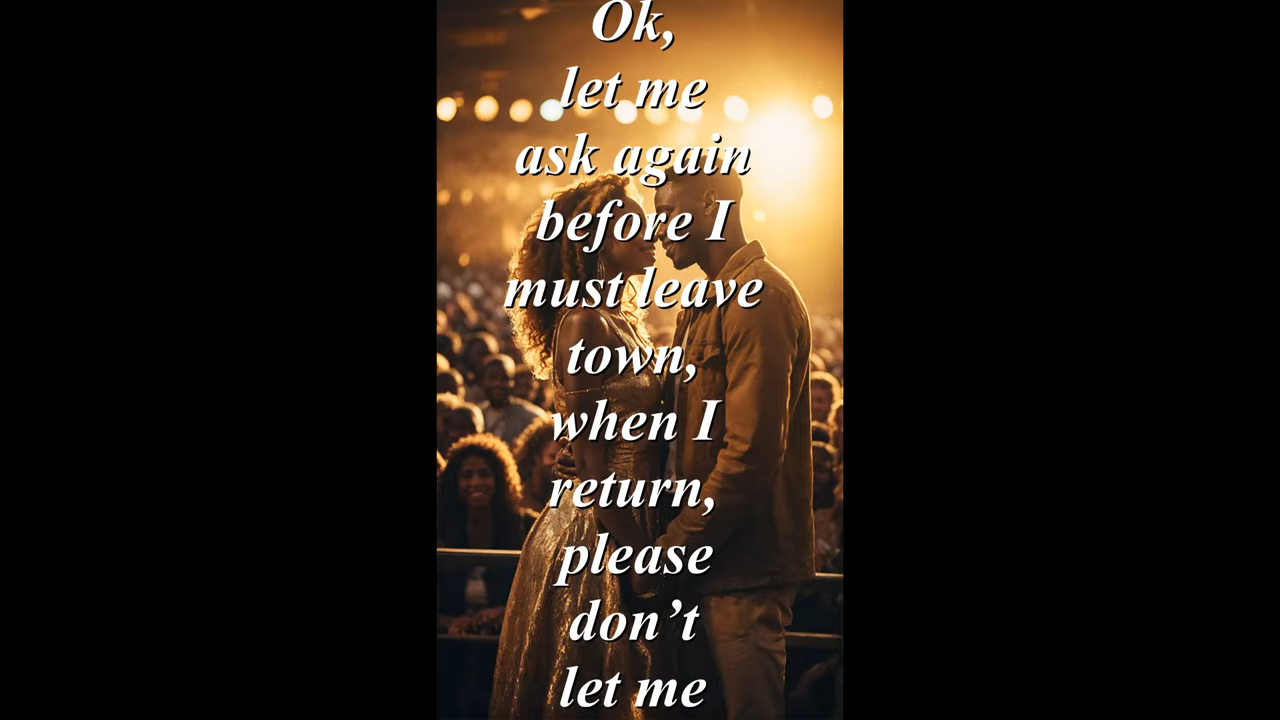 Ok,
let me
ask again
before I
must leave
town,
when I
return,
please
don’t
let me